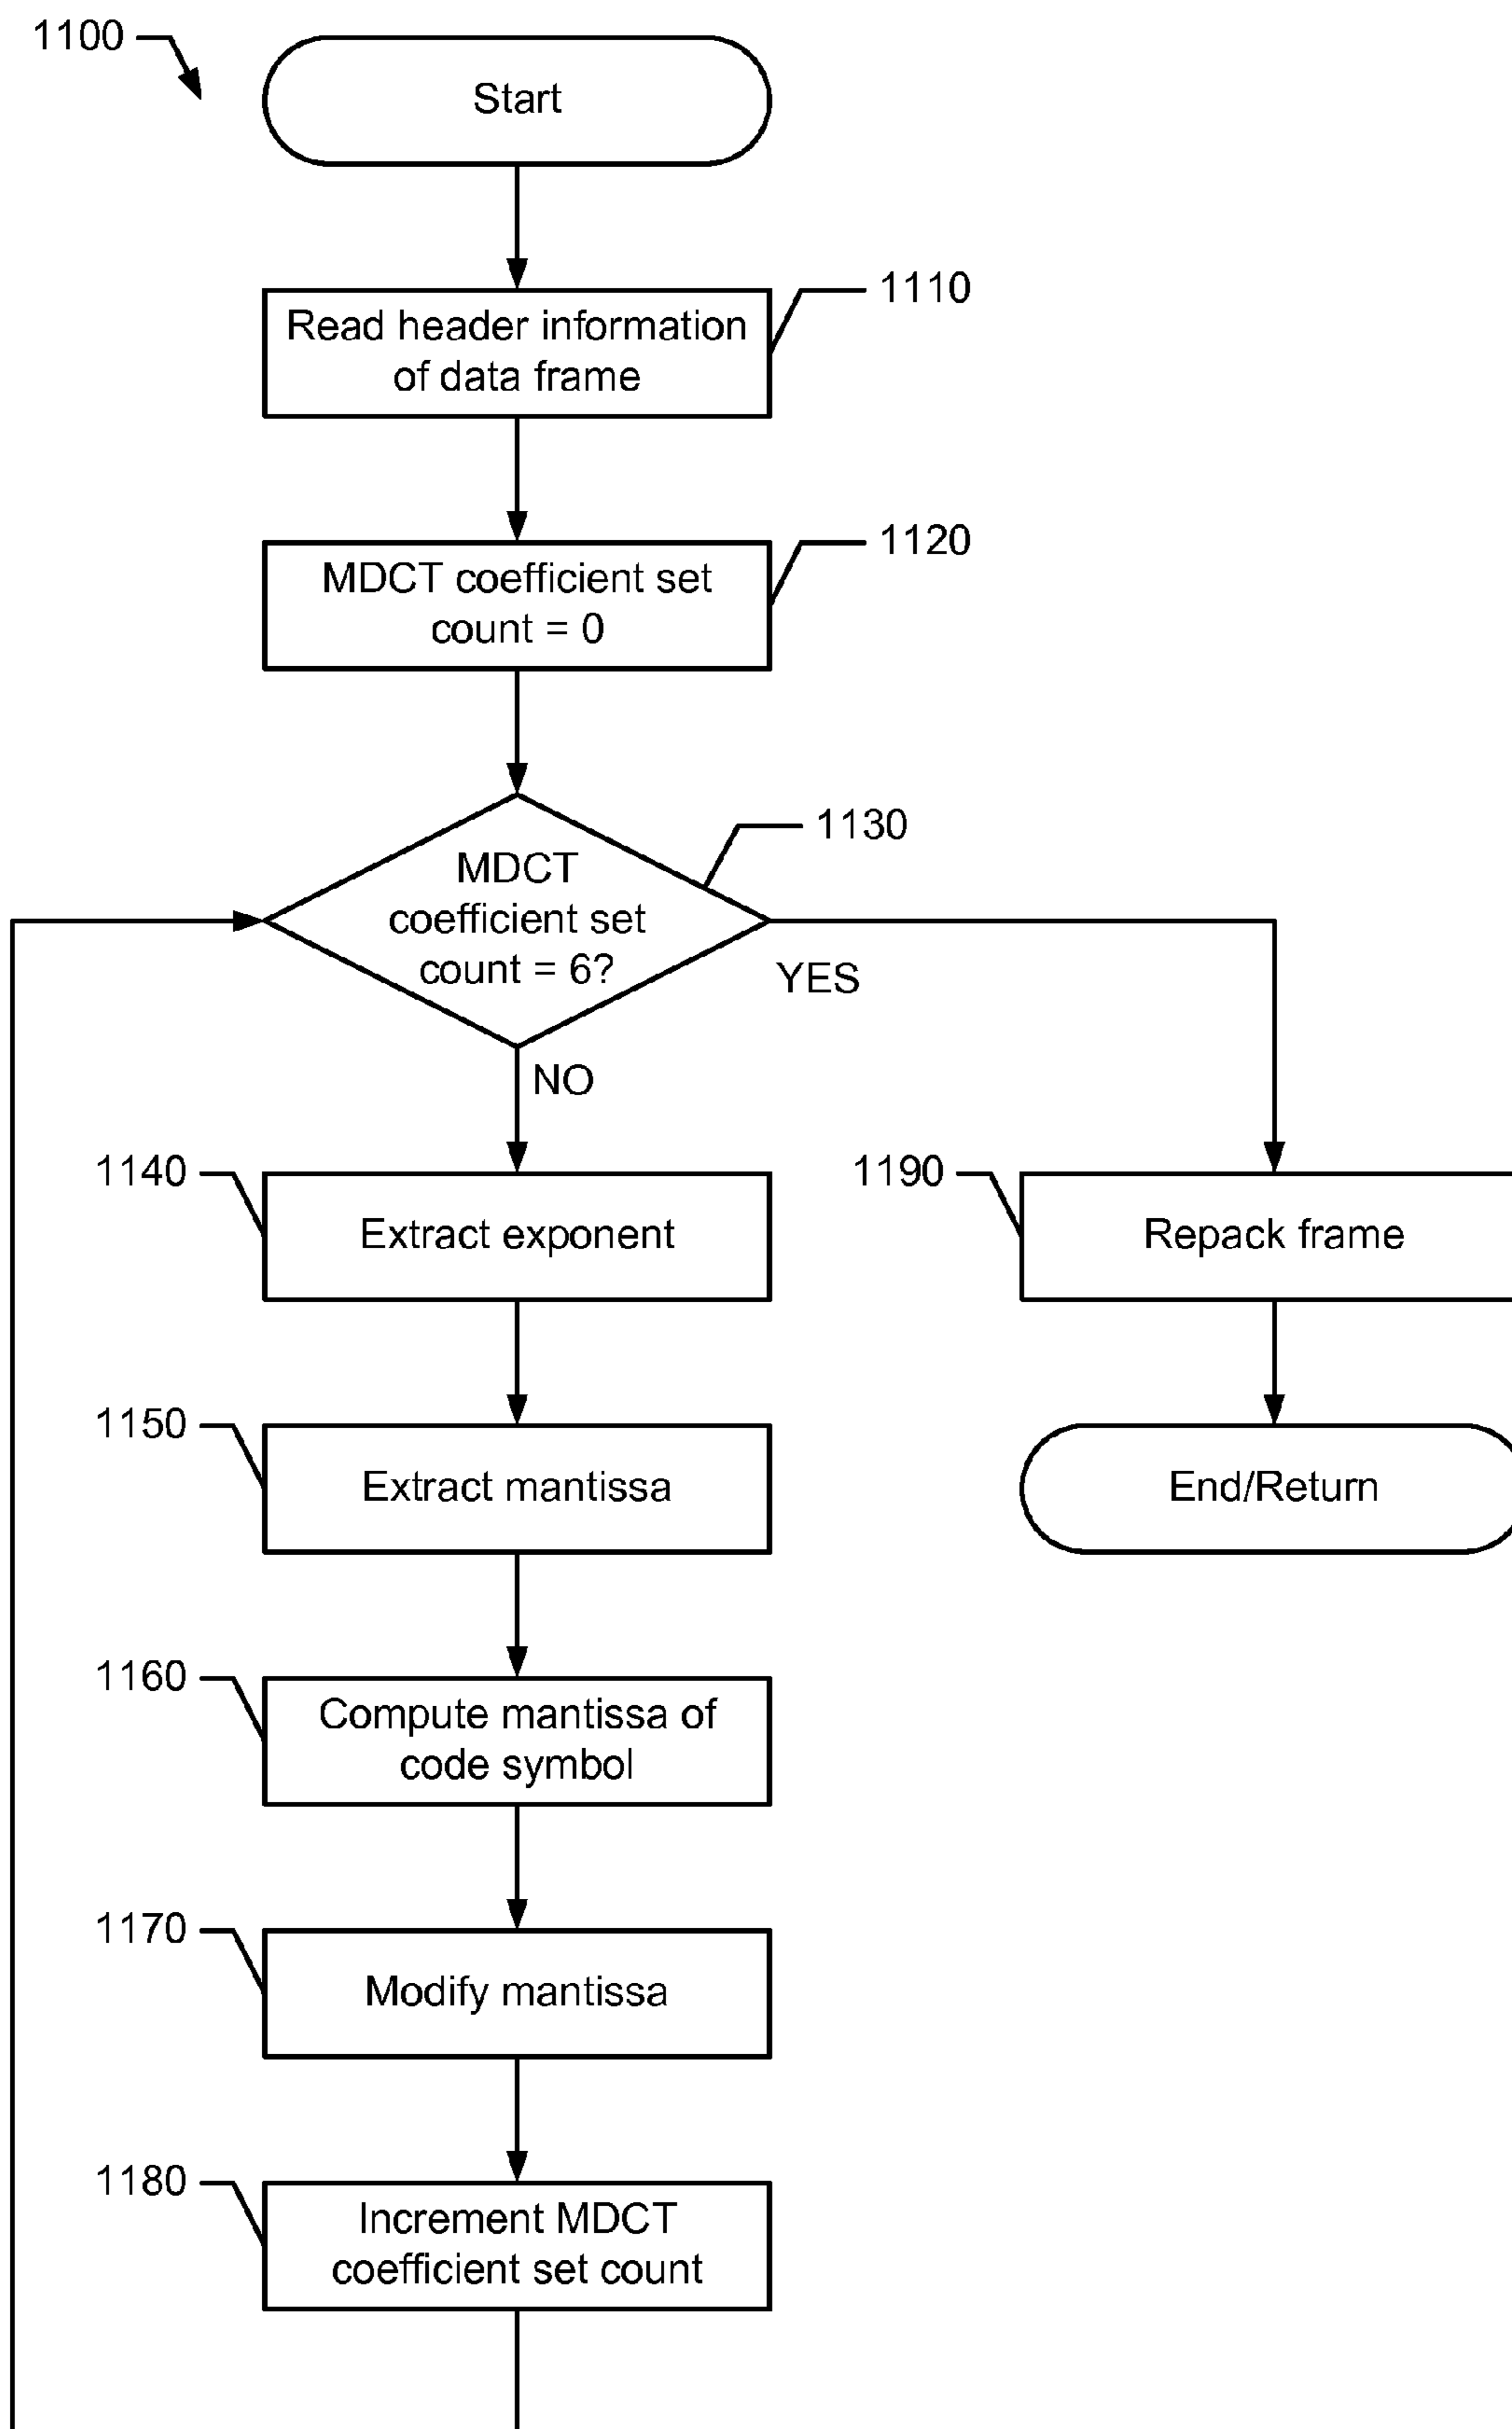 1100
Start
1110
Read header information
of data frame
1120
MDCT coefficient set
count = 0
1130
MDCT
coefficient set
count = 6?
YES
NO
1140
Extract exponent
1190
Repack frame
1150
Extract mantissa
End/Return
1160
Compute mantissa of
code symbol
1170
Modify mantissa
1180
Increment MDCT
coefficient set count